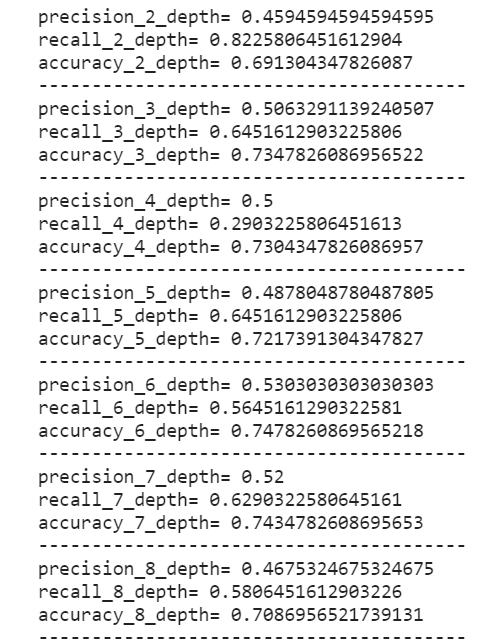 precision_2_depth= 0.4594594594594595
recall_2_depth= 0.8225806451612904
accuracy_2_depth= 0.691304347826087
----------------------------------------
precision_3_depth= 0.5063291139240507
recall_3_depth= 0.6451612903225806
accuracy_3_depth= 0.7347826086956522
----------------------------------------
precision_4_depth= 0.5
recall_4_depth= 0.2903225806451613
accuracy_4_depth= 0.7304347826086957
----------------------------------------
precision_5_depth= 0.4878048780487805
recall_5_depth= 0.6451612903225806
accuracy_5_depth= 0.7217391304347827
----------------------------------------
precision_6_depth= 0.5303030303030303
recall_6_depth= 0.5645161290322581
accuracy_6_depth= 0.7478260869565218
----------------------------------------
precision_7_depth= 0.52
recall_7_depth= 0.6290322580645161
accuracy_7_depth= 0.7434782608695653
----------------------------------------
precision_8_depth= 0.4675324675324675
recall_8_depth= 0.5806451612903226
accuracy_8_depth= 0.7086956521739131
----------------------------------------